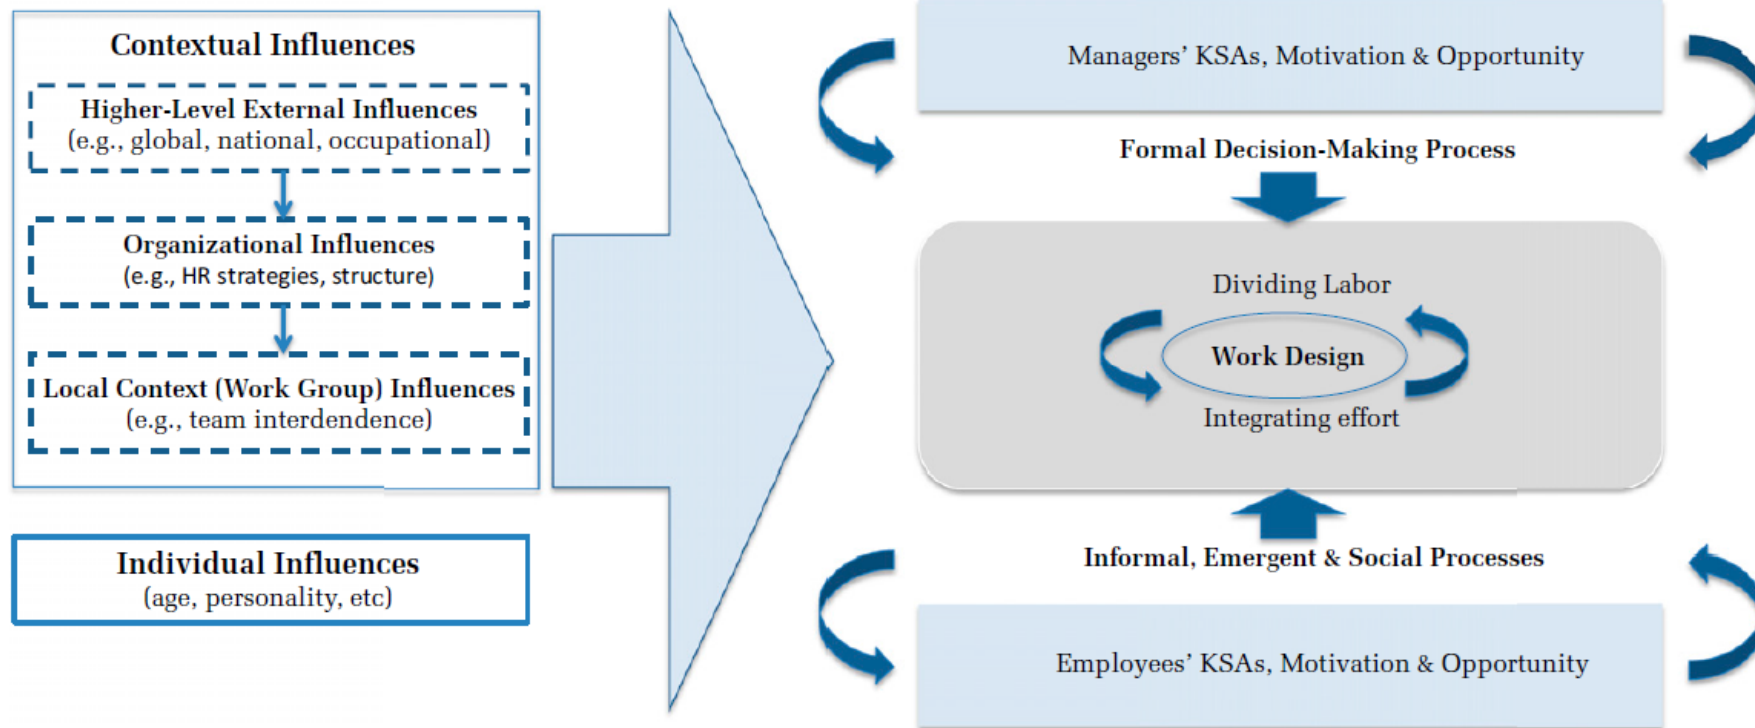 Contextual Influences
Higher-Level External Influences
(e.g., global, national, occupational)
Organizational Influences
(e.g., HR strategies, structure)
Local Context (Work Group) Influences
(e.g., team interdendence)
Individual Influences
(age, personality, etc)
Managers' KSAs, Motivation & Opportunity
Formal Decision-Making Process
Dividing Labor
Work Design
Integrating effort
Informal, Emergent & Social Processes
Employees' KSAs, Motivation & Opportunity